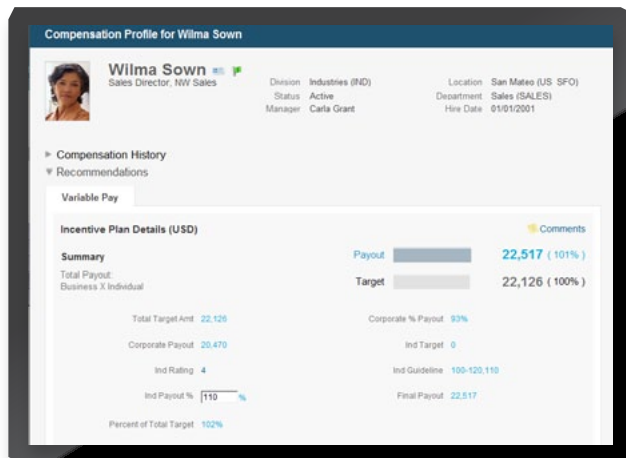 Compensation Profile for Wilma Sown
Wilma Sown
Sales Director, NW Sales
Division Industries (IND)
Status Active
Manager Carla Grant
Location San Mateo (US SFO)
Department Sales (SALES)
Hire Date 01/01/2001
Compensation History
Recommendations
Variable Pay
Incentive Plan Details (USD)
Comments
Summary
Total Payout:
Business X Individual
Payout 22,517 (101%)
Target 22,126 (100%)
Total Target Amt 22,126
Corporate % Payout 93%
Corporate Payout 20,470
Ind Target 0
Ind Rating 4
Ind Guideline 100-120,110
Ind Payout % 110 %
Final Payout 22,517
Percent of Total Target 102%